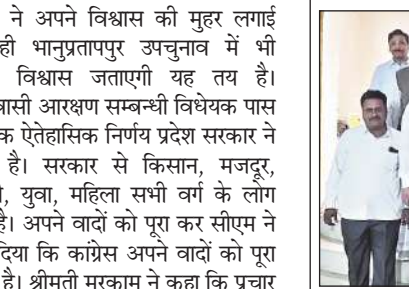 ने अपने विश्वास की मुहर लगाई
ही भानुप्रतापपुर उपचुनाव में भी
विश्वास जताएगी यह तय है।
वासी आरक्षण सम्बन्धी विधेयक पास
क ऐतेहासिक निर्णय प्रदेश सरकार ने
है। सरकार से किसान, मजदूर,
युवा, महिला सभी वर्ग के लोग
है। अपने वादों को पूरा कर सीएम ने
दिया कि कांग्रेस अपने वादों को पूरा
है। श्रीमती मरकाम ने कहा कि प्रचार